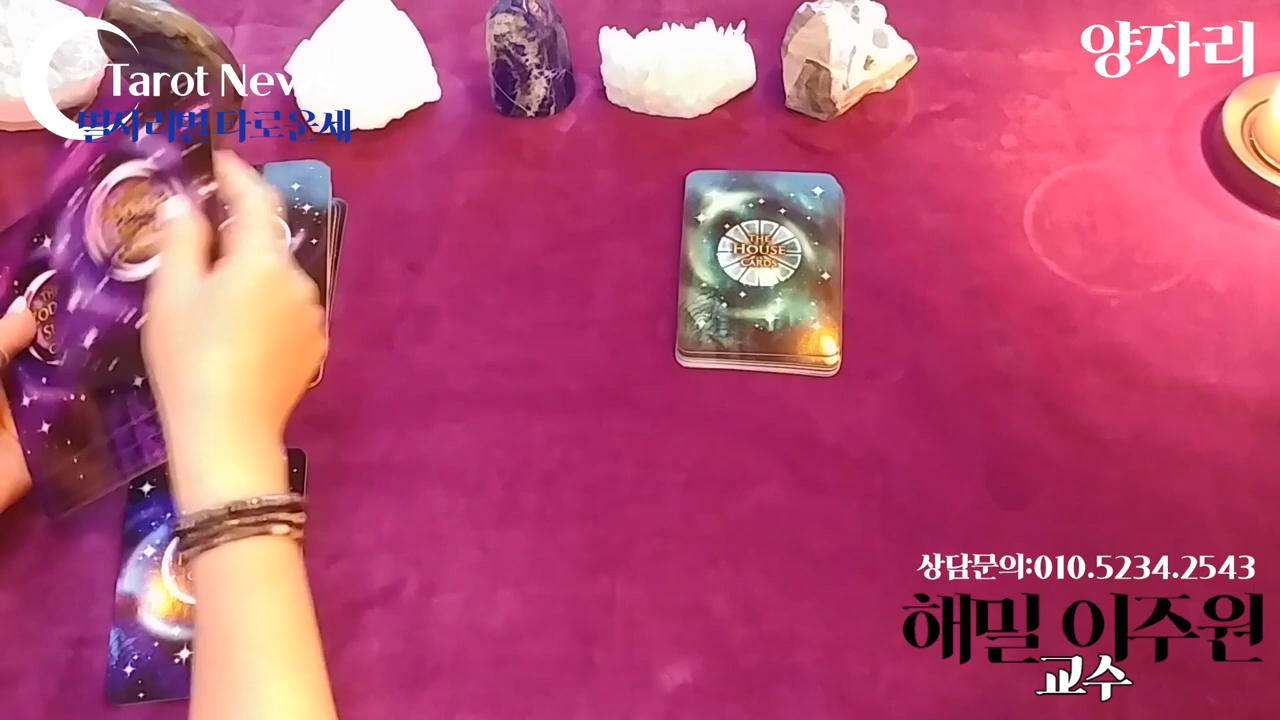 Tarot News
별자리별 타로운세
양자리
THE
HOUSE
CARDS
상담문의:010.5234.2543
해밀 이주원
교수